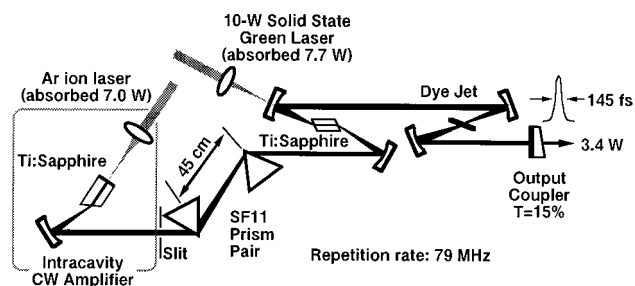 10-W Solid State
Green Laser
(absorbed 7.7 W)
Ar ion laser
(absorbed 7.0 W)
Dye Jet
145 fs
Ti:Sapphire
Ti:Sapphire
45 cm
3.4 W
Output
Coupler
T=15%
SF11
Prism
Pair
Slit
Intracavity
CW Amplifier
Repetition rate: 79 MHz